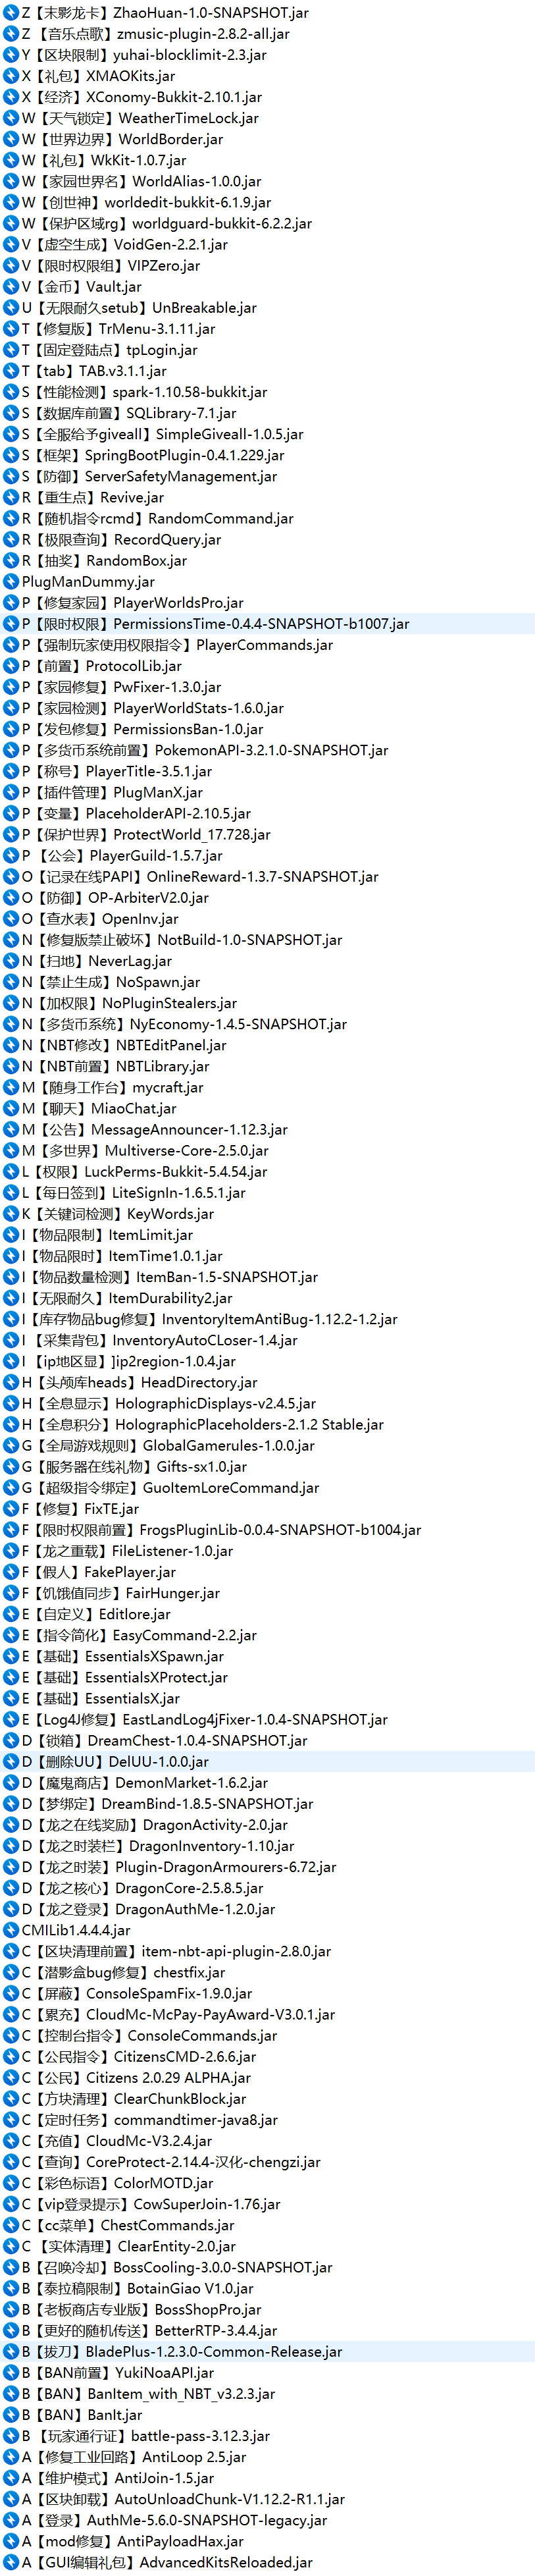 Z【末影龙卡】ZhaoHuan-1.0-SNAPSHOT.jar
Z 【音乐点歌】zmusic-plugin-2.8.2-all.jar
Y【区块限制】yuhai-blocklimit-2.3.jar
X【礼包】XMAOKits.jar
X【经济】XConomy-Bukkit-2.10.1.jar
W【天气锁定】WeatherTimeLock.jar
W【世界边界】WorldBorder.jar
W【礼包】WkKit-1.0.7.jar
W【家园世界名】WorldAlias-1.0.0.jar
W【创世神】worldedit-bukkit-6.1.9.jar
W【保护区域rg】worldguard-bukkit-6.2.2.jar
V【虚空生成】VoidGen-2.2.1.jar
V【限时权限组】VIPZero.jar
V【金币】Vault.jar
U【无限耐久setub】UnBreakable.jar
T【修复版】TrMenu-3.1.11.jar
T【固定登陆点】tpLogin.jar
T【tab】TAB.v3.1.1.jar
S【性能检测】spark-1.10.58-bukkit.jar
S【数据库前置】SQLibrary-7.1.jar
S【全服给予giveall】SimpleGiveall-1.0.5.jar
S【框架】SpringBootPlugin-0.4.1.229.jar
S【防御】ServerSafetyManagement.jar
R【重生点】Revive.jar
R【随机指令rcmd】RandomCommand.jar
R【极限查询】RecordQuery.jar
R【抽奖】RandomBox.jar
PlugManDummy.jar
P【修复家园】PlayerWorldsPro.jar
P【限时权限】PermissionsTime-0.4.4-SNAPSHOT-b1007.jar
P【强制玩家使用权限指令】PlayerCommands.jar
P【前置】ProtocolLib.jar
P【家园修复】PwFixer-1.3.0.jar
P【家园检测】PlayerWorldStats-1.6.0.jar
P【发包修复】PermissionsBan-1.0.jar
P【多货币系统前置】PokemonAPI-3.2.1.0-SNAPSHOT.jar
P【称号】PlayerTitle-3.5.1.jar
P【插件管理】PlugManX.jar
P【变量】PlaceholderAPI-2.10.5.jar
P【保护世界】ProtectWorld_17.728.jar
P 【公会】PlayerGuild-1.5.7.jar
O【记录在线PAPI】OnlineReward-1.3.7-SNAPSHOT.jar
O【防御】OP-ArbiterV2.0.jar
O【查水表】OpenInv.jar
N【修复版禁止破坏】NotBuild-1.0-SNAPSHOT.jar
N【扫地】NeverLag.jar
N【禁止生成】NoSpawn.jar
N【加权限】NoPluginStealers.jar
N【多货币系统】NyEconomy-1.4.5-SNAPSHOT.jar
N【NBT修改】NBTEditPanel.jar
N【NBT前置】NBTLibrary.jar
M【随身工作台】mycraft.jar
M【聊天】MiaoChat.jar
M【公告】MessageAnnouncer-1.12.3.jar
M【多世界】Multiverse-Core-2.5.0.jar
L【权限】LuckPerms-Bukkit-5.4.54.jar
L【每日签到】LiteSignIn-1.6.5.1.jar
K【关键词检测】KeyWords.jar
I【物品限制】ItemLimit.jar
I【物品限时】ItemTime1.0.1.jar
I【物品数量检测】ItemBan-1.5-SNAPSHOT.jar
I【无限耐久】ItemDurability2.jar
I【库存物品bug修复】InventoryItemAntiBug-1.12.2-1.2.jar
I 【采集背包】InventoryAutoCLoser-1.4.jar
I 【ip地区显】]ip2region-1.0.4.jar
H【头颅库heads】HeadDirectory.jar
H【全息显示】HolographicDisplays-v2.4.5.jar
H【全息积分】HolographicPlaceholders-2.1.2 Stable.jar
G【全局游戏规则】GlobalGamerules-1.0.0.jar
G【服务器在线礼物】Gifts-sx1.0.jar
G【超级指令绑定】GuoItemLoreCommand.jar
F【修复】FixTE.jar
F【限时权限前置】FrogsPluginLib-0.0.4-SNAPSHOT-b1004.jar
F【龙之重载】FileListener-1.0.jar
F【假人】FakePlayer.jar
F【饥饿值同步】FairHunger.jar
E【自定义】Editlore.jar
E【指令简化】EasyCommand-2.2.jar
E【基础】EssentialsXSpawn.jar
E【基础】EssentialsXProtect.jar
E【基础】EssentialsX.jar
E【Log4J修复】EastLandLog4jFixer-1.0.4-SNAPSHOT.jar
D【锁箱】DreamChest-1.0.4-SNAPSHOT.jar
D【删除UU】DelUU-1.0.0.jar
D【魔鬼商店】DemonMarket-1.6.2.jar
D【梦绑定】DreamBind-1.8.5-SNAPSHOT.jar
D【龙之在线奖励】DragonActivity-2.0.jar
D【龙之时装栏】DragonInventory-1.10.jar
D【龙之时装】Plugin-DragonArmourers-6.72.jar
D【龙之核心】DragonCore-2.5.8.5.jar
D【龙之登录】DragonAuthMe-1.2.0.jar
CMILib1.4.4.4.jar
C【区块清理前置】item-nbt-api-plugin-2.8.0.jar
C【潜影盒bug修复】chestfix.jar
C【屏蔽】ConsoleSpamFix-1.9.0.jar
C【累充】CloudMc-McPay-PayAward-V3.0.1.jar
C【控制台指令】ConsoleCommands.jar
C【公民指令】CitizensCMD-2.6.6.jar
C【公民】Citizens 2.0.29 ALPHA.jar
C【方块清理】ClearChunkBlock.jar
C【定时任务】commandtimer-java8.jar
C【充值】CloudMc-V3.2.4.jar
C【查询】CoreProtect-2.14.4-汉化-chengzi.jar
C【彩色标语】ColorMOTD.jar
C【vip登录提示】CowSuperJoin-1.76.jar
C【cc菜单】ChestCommands.jar
C 【实体清理】ClearEntity-2.0.jar
B【召唤冷却】BossCooling-3.0.0-SNAPSHOT.jar
B【泰拉稿限制】BotainGiao V1.0.jar
B【老板商店专业版】BossShopPro.jar
B【更好的随机传送】BetterRTP-3.4.4.jar
B【拔刀】BladePlus-1.2.3.0-Common-Release.jar
B【BAN前置】YukiNoaAPI.jar
B【BAN】BanItem_with_NBT_v3.2.3.jar
B【BAN】BanIt.jar
B 【玩家通行证】battle-pass-3.12.3.jar
A【修复工业回路】AntiLoop 2.5.jar
A【维护模式】AntiJoin-1.5.jar
A【区块卸载】AutoUnloadChunk-V1.12.2-R1.1.jar
A【登录】AuthMe-5.6.0-SNAPSHOT-legacy.jar
A【mod修复】AntiPayloadHax.jar
A【GUI编辑礼包】AdvancedKitsReloaded.jar